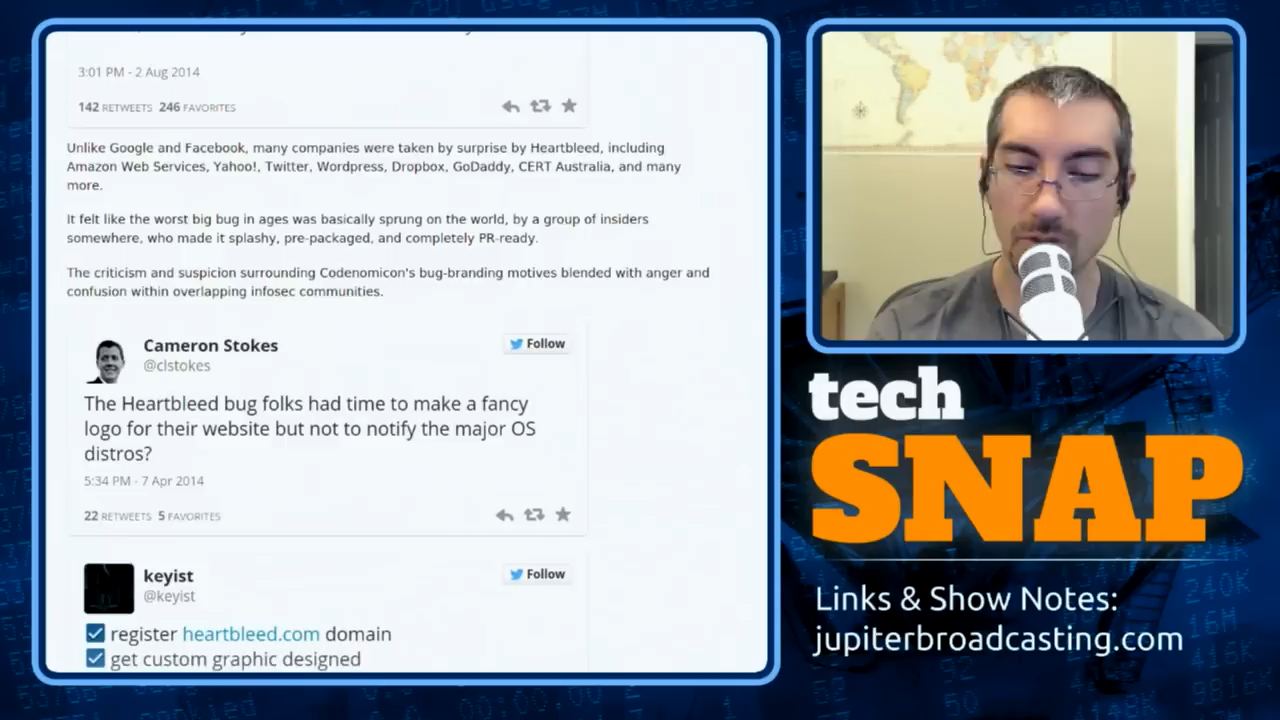 3:01 PM - 2 Aug 2014
142 RETWEETS 246 FAVORITES
Unlike Google and Facebook, many companies were taken by surprise by Heartbleed, including
Amazon Web Services, Yahoo!, Twitter, Wordpress, Dropbox, GoDaddy, CERT Australia, and many
more.
It felt like the worst big bug in ages was basically sprung on the world, by a group of insiders
somewhere, who made it splashy, pre-packaged, and completely PR-ready.
The criticism and suspicion surrounding Codenomicon's bug-branding motives blended with anger and
confusion within overlapping infosec communities.
Cameron Stokes
@clstokes
Follow
The Heartbleed bug folks had time to make a fancy
logo for their website but not to notify the major OS
distros?
5:34 PM - 7 Apr 2014
22 RETWEETS 5 FAVORITES
keyist
@keyist
Follow
register heartbleed.com domain
get custom graphic designed
tech
SNAP
Links & Show Notes:
jupiterbroadcasting.com